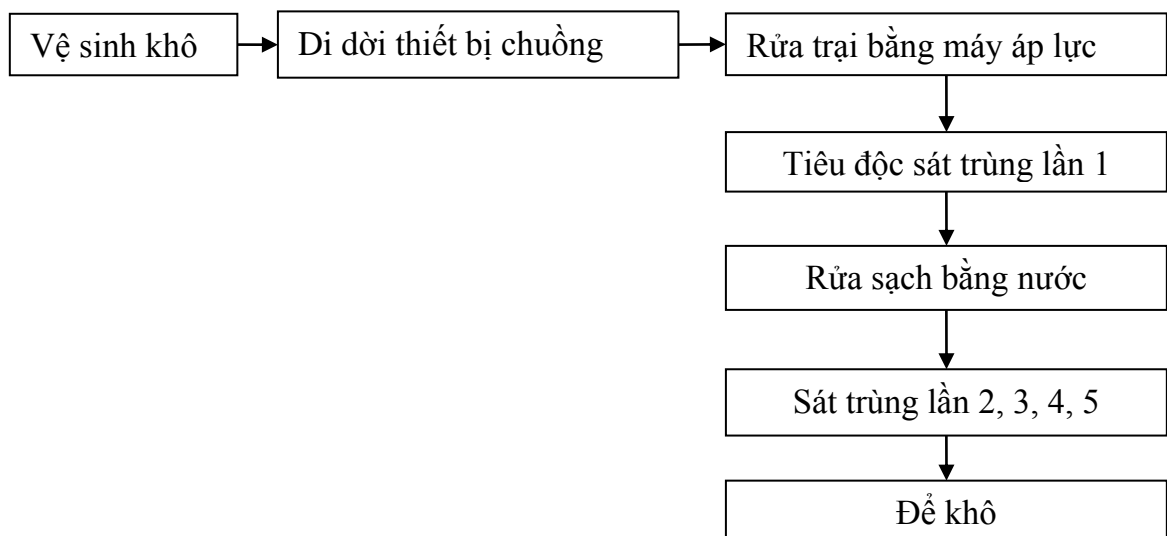 Vệ sinh khô
Di dời thiết bị chuồng
Rửa trại bằng máy áp lực
Tiêu độc sát trùng lần 1
Rửa sạch bằng nước
Sát trùng lần 2, 3, 4, 5
Để khô